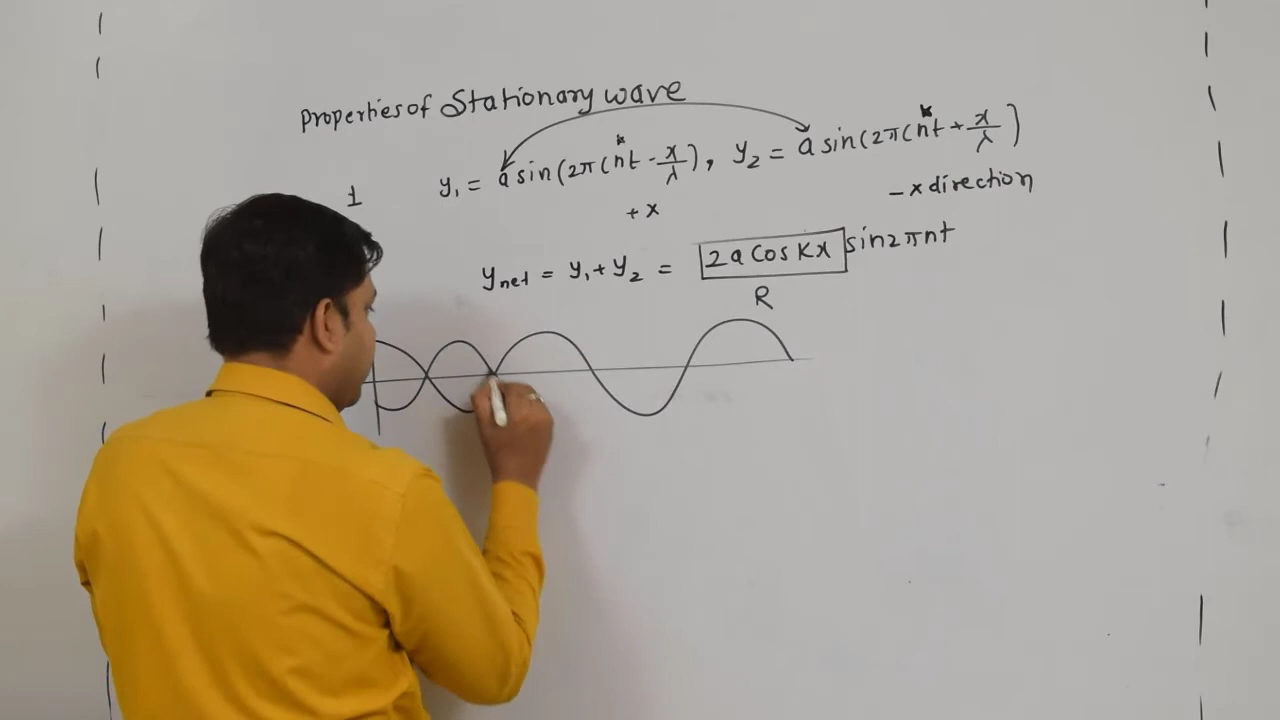 Properties of Stationary wave
1 y₁ = a sin(2π(nt - x/λ), y₂ = a sin(2π(nt + x/λ)
+ x - x direction
yₙₑₜ = y₁ + y₂ = 2a Cos Kx sin2πnt
R